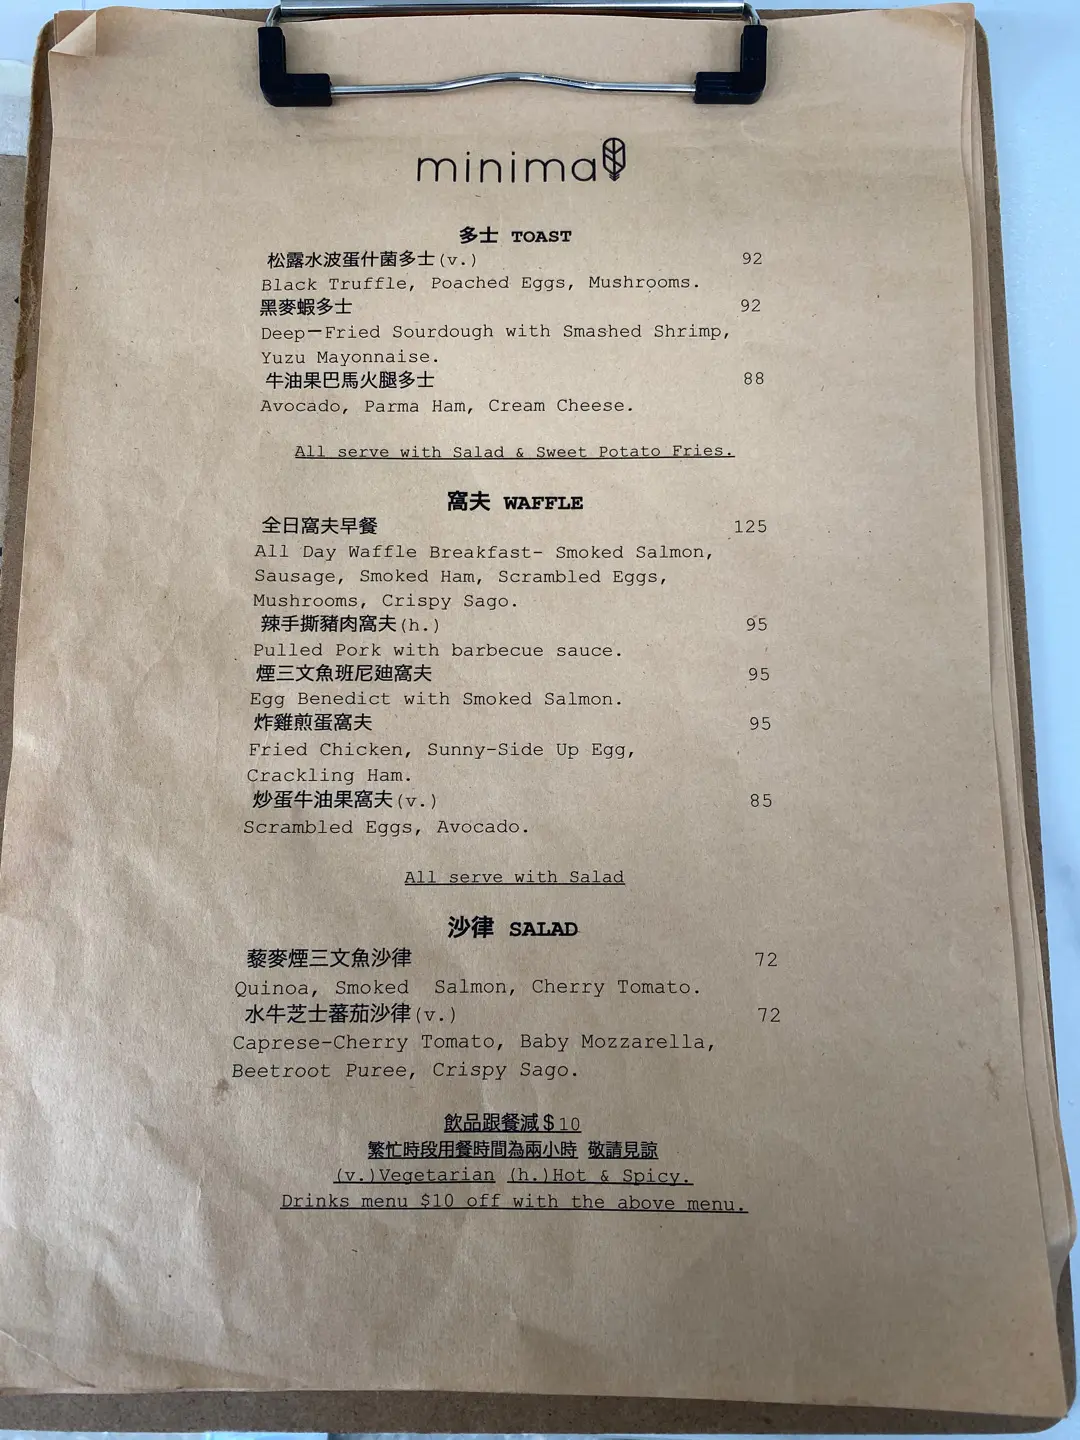 minima
多士 TOAST
松露水波蛋什菌多士(v.) 92
Black Truffle, Poached Eggs, Mushrooms.
黑麥蝦多士 92
Deep-Fried Sourdough with Smashed Shrimp,
Yuzu Mayonnaise.
牛油果巴馬火腿多士 88
Avocado, Parma Ham, Cream Cheese.
All serve with Salad & Sweet Potato Fries.
窩夫 WAFFLE
全日窩夫早餐 125
All Day Waffle Breakfast- Smoked Salmon,
Sausage, Smoked Ham, Scrambled Eggs,
Mushrooms, Crispy Sago.
辣手撕豬肉窩夫(h.) 95
Pulled Pork with barbecue sauce.
煙三文魚班尼廸窩夫 95
Egg Benedict with Smoked Salmon.
炸雞煎蛋窩夫 95
Fried Chicken, Sunny-Side Up Egg,
Crackling Ham.
炒蛋牛油果窩夫(v.) 85
Scrambled Eggs, Avocado.
All serve with Salad
沙律 SALAD
藜麥煙三文魚沙律 72
Quinoa, Smoked Salmon, Cherry Tomato.
水牛芝士蕃茄沙律(v.) 72
Caprese-Cherry Tomato, Baby Mozzarella,
Beetroot Puree, Crispy Sago.
飲品跟餐減$10
繁忙時段用餐時間為兩小時 敬請見諒
(v.)Vegetarian (h.)Hot & Spicy.
Drinks menu $10 off with the above menu.